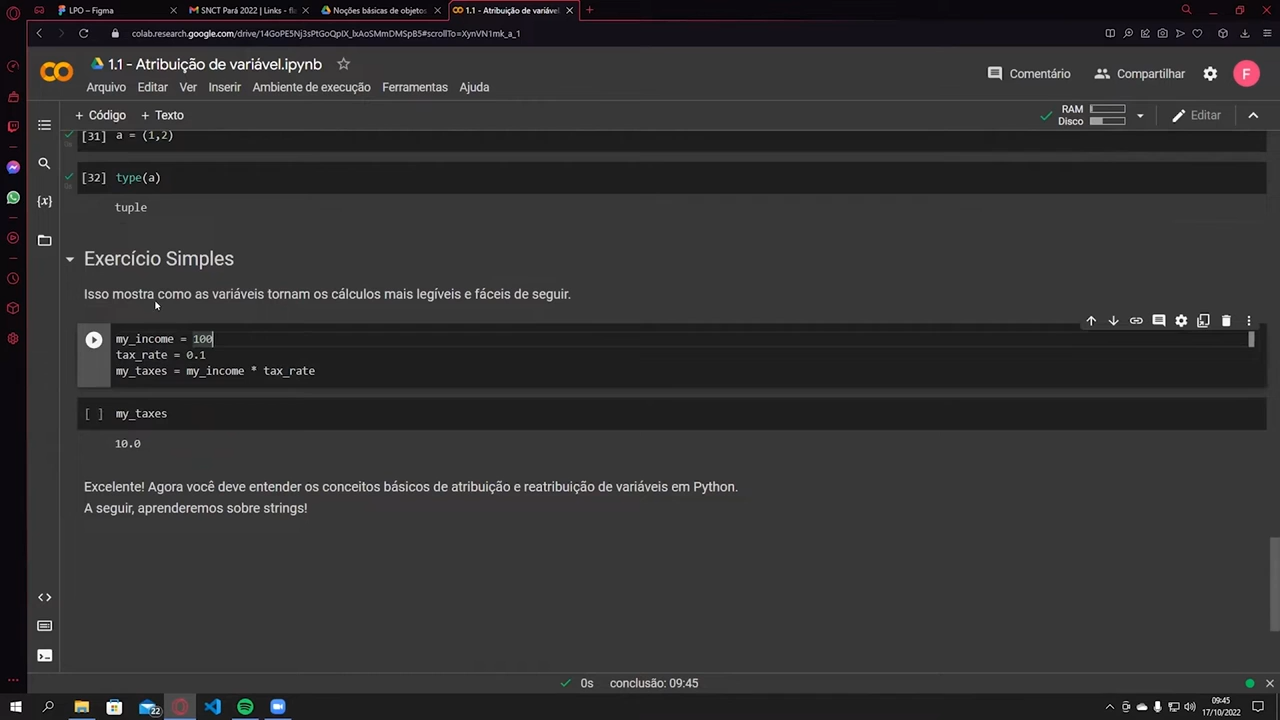 LPO – Figma
SNCT Pará 2022 | Links - f
Noções básicas de objetos
1.1 - Atribuição de variável
colab.research.google.com/drive/14GoPE5Nj3sPtGoQpIX_lxAoSMmDMSpB5#scrollTo=XynVN1mk_a_1
1.1 - Atribuição de variável.ipynb
Comentário
Compartilhar
F
Arquivo Editar Ver Inserir Ambiente de execução Ferramentas Ajuda
+ Código + Texto
RAM
Disco
Editar
[31] a = (1,2)
[32] type(a)
tuple
Exercício Simples
Isso mostra como as variáveis tornam os cálculos mais legíveis e fáceis de seguir.
my_income = 100
tax_rate = 0.1
my_taxes = my_income * tax_rate
[ ] my_taxes
10.0
Excelente! Agora você deve entender os conceitos básicos de atribuição e reatribuição de variáveis em Python.
A seguir, aprenderemos sobre strings!
0s conclusão: 09:45
22
09:45
17/10/2022